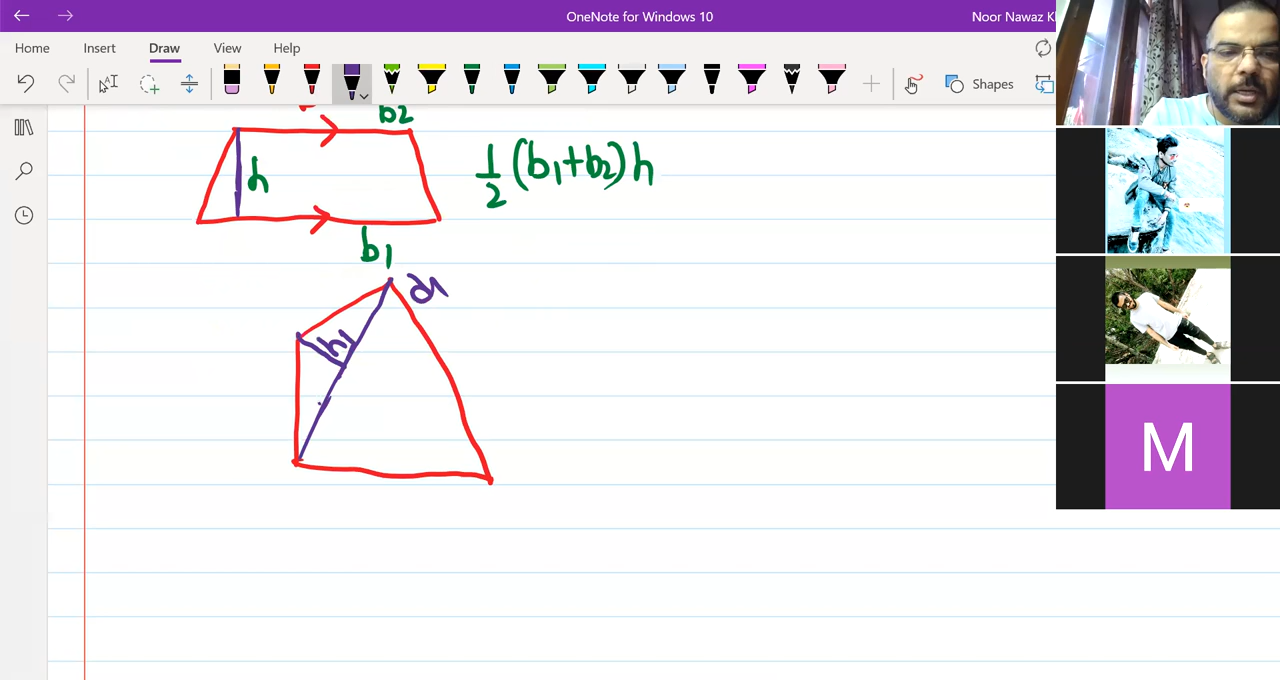 OneNote for Windows 10
Noor Nawaz K
Home Insert Draw View Help
Shapes
b2
h
1/2 (b1+b2) h
b1
d1
h1
M